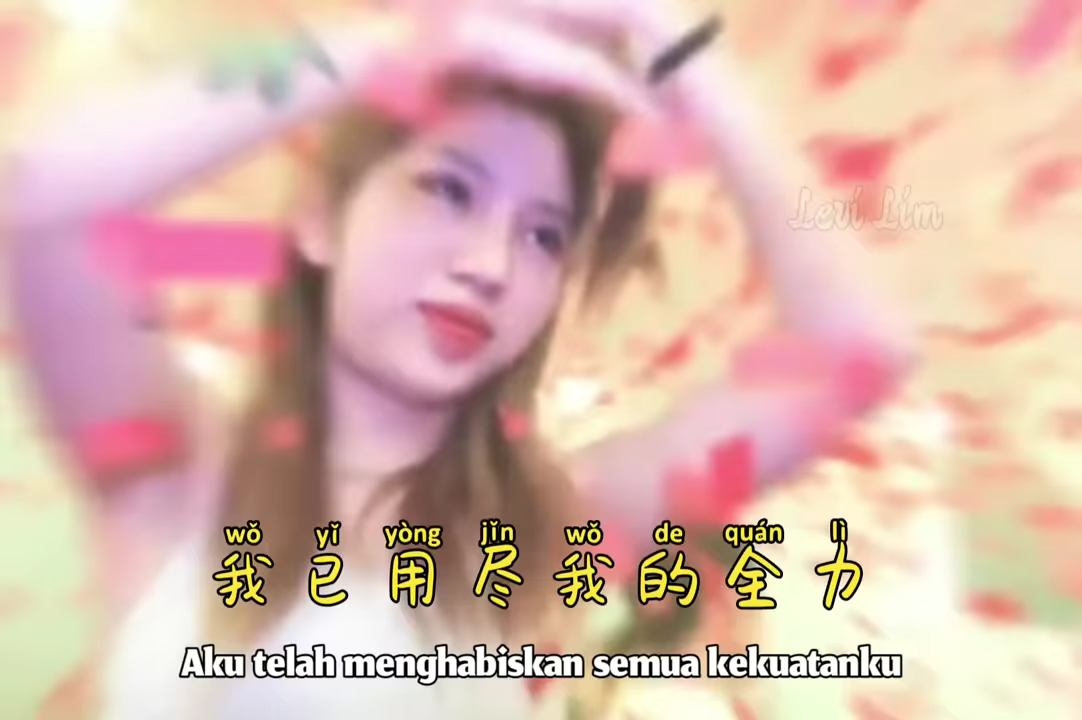 Levi Lim
wǒ yǐ yòng jǐn wǒ de quán lì
我已用尽我的全力
Aku telah menghabiskan semua kekuatanku